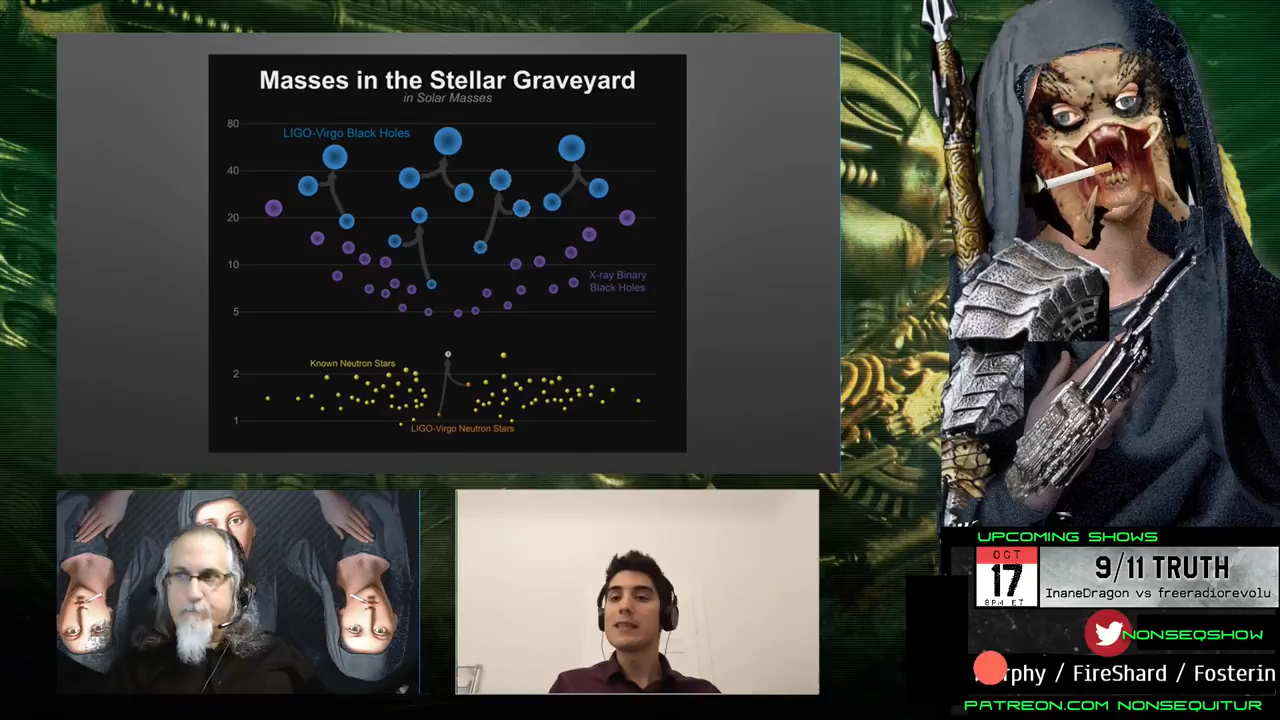 Masses in the Stellar Graveyard
in Solar Masses
80
LIGO-Virgo Black Holes
40
20
10
X-ray Binary
Black Holes
5
Known Neutron Stars
2
1
LIGO-Virgo Neutron Stars
UPCOMING SHOWS
OCT
17
8PM ET
9/11 TRUTH
InaneDragon vs freeradiorevolu
NONSEQSHOW
rphy / FireShard / Fosterin
PATREON.COM NONSEQUITUR